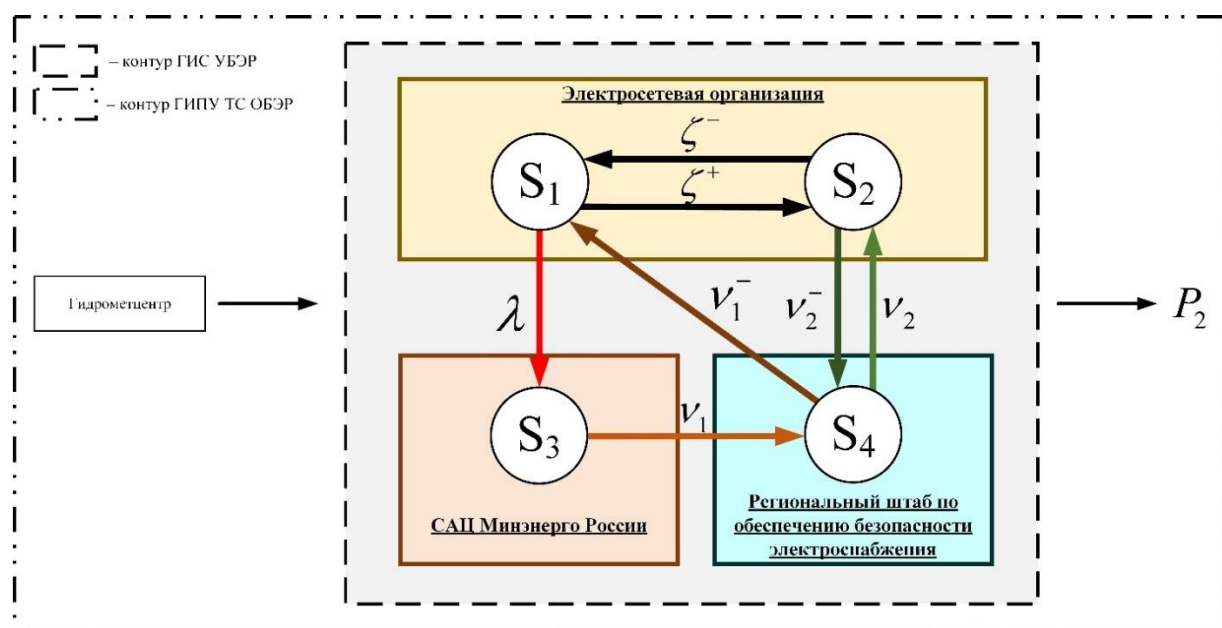 – контур ГИС УБЭР
– контур ГИПУ ТС ОБЭР
Электросетевая организация
ζ⁻
S₁
S₂
ζ⁺
Гидрометцентр
λ
ν₁⁻
ν₂⁻
ν₂
P₂
S₃
ν₁
S₄
САЦ Минэнерго России
Региональный штаб по
обеспечению безопасности
электроснабжения